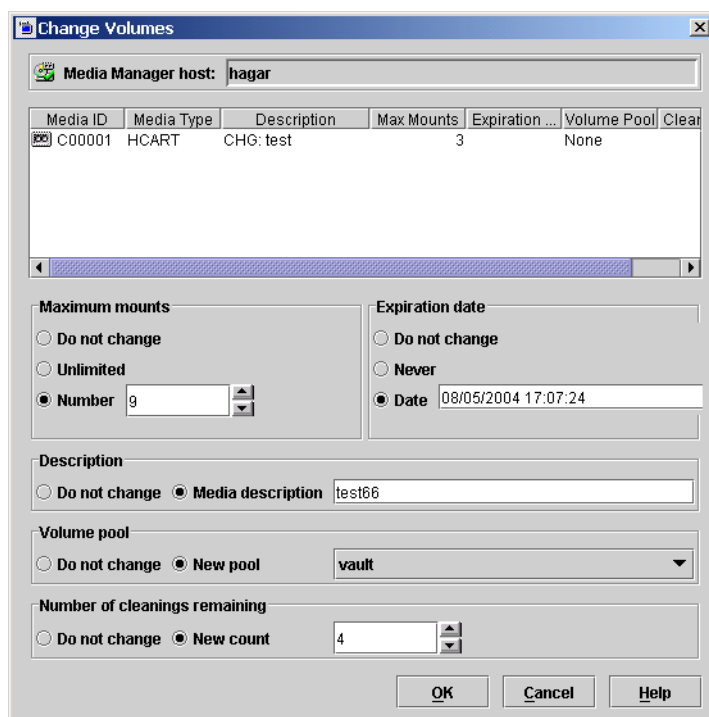 Change Volumes
Media Manager host: hagar
Media ID Media Type Description Max Mounts Expiration ... Volume Pool Clear
C00001 HCART CHG: test 3 None
Maximum mounts
Do not change
Unlimited
Number 9
Expiration date
Do not change
Never
Date 08/05/2004 17:07:24
Description
Do not change Media description test66
Volume pool
Do not change New pool vault
Number of cleanings remaining
Do not change New count 4
OK Cancel Help